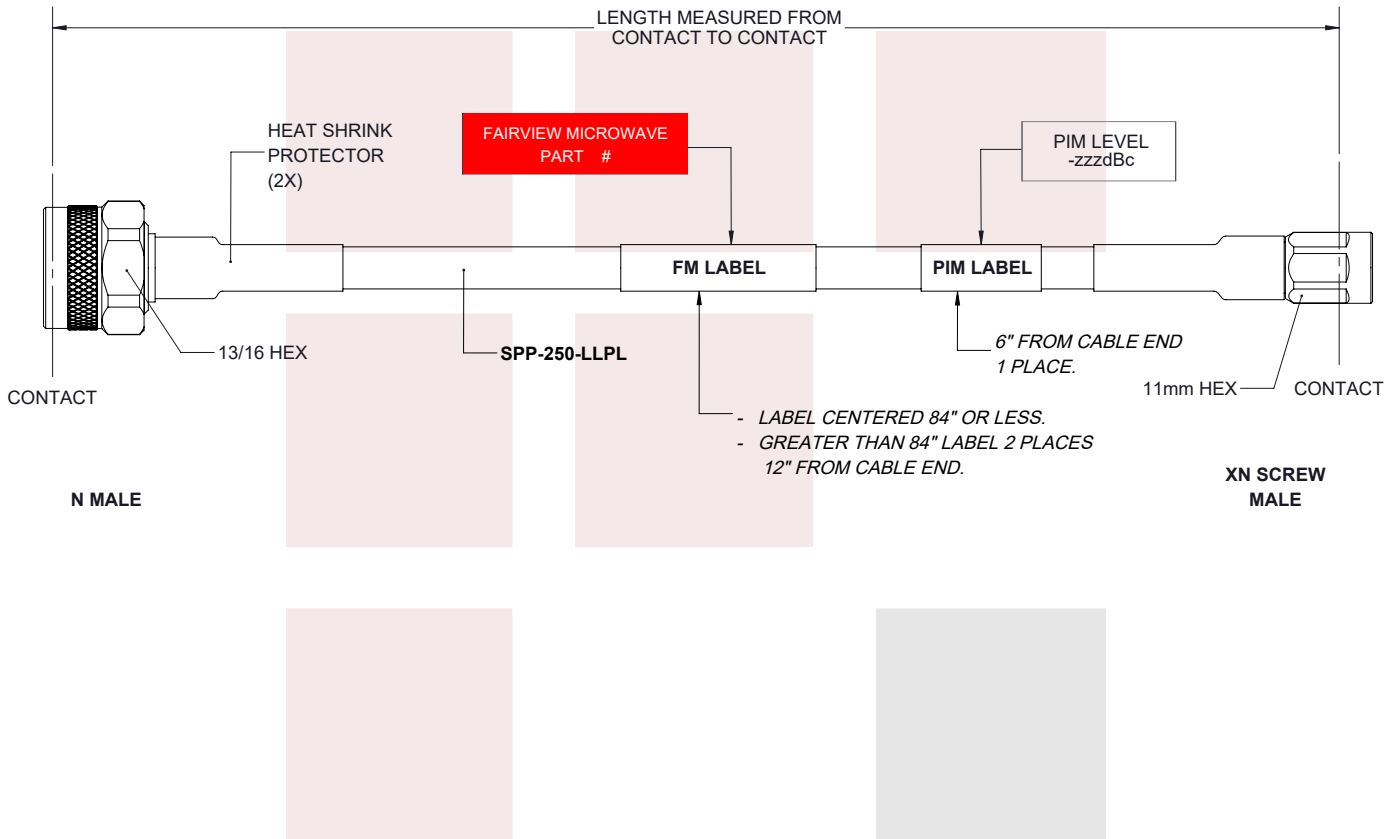 LENGTH MEASURED FROM
CONTACT TO CONTACT
HEAT SHRINK
PROTECTOR
(2X)
FAIRVIEW MICROWAVE
PART #
PIM LEVEL
-zzzdBc
FM LABEL
PIM LABEL
13/16 HEX
SPP-250-LLPL
6" FROM CABLE END
1 PLACE.
11mm HEX
CONTACT
CONTACT
- LABEL CENTERED 84" OR LESS.
- GREATER THAN 84" LABEL 2 PLACES
12" FROM CABLE END.
N MALE
XN SCREW
MALE